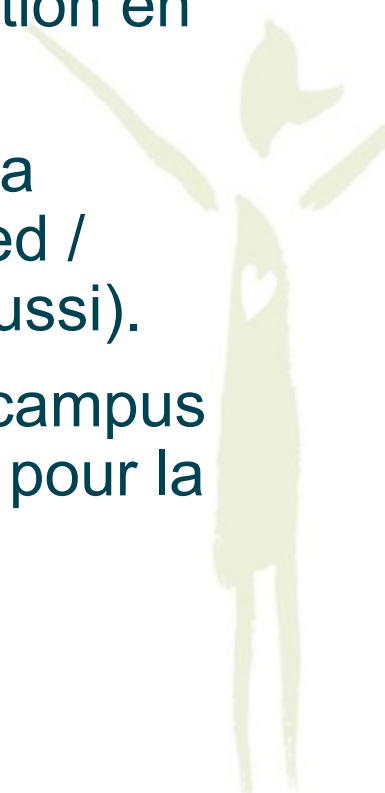 tion en
a
ed /
ussi).
campus
pour la